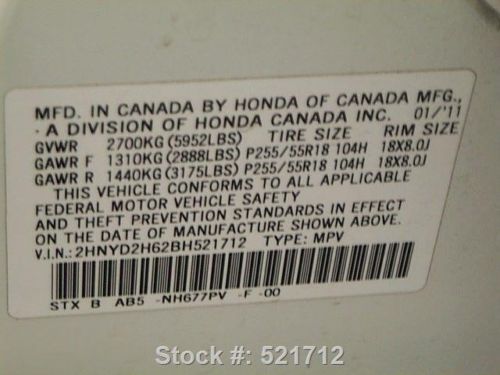 MFD. IN CANADA BY HONDA OF CANADA MFG.,
· A DIVISION OF HONDA CANADA INC. 01/'11
GVWR 2700KG(5952LBS) TIRE SIZE RIM SIZE
GAWR F 1310KG(2888LBS) P255/55R18 104H 18X8.0J
GAWR R 1440KG(3175LBS) P255/55R18 104H 18X8.0J
THIS VEHICLE CONFORMS TO ALL APPLICABLE
FEDERAL MOTOR VEHICLE SAFETY
AND THEFT PREVENTION STANDARDS IN EFFECT
ON THE DATE OF MANUFACTURE SHOWN ABOVE.
V.I.N.:2HNYD2H62BH521712 TYPE: MPV
STX B AB5 -NH677PV -F -00
Stock #: 521712